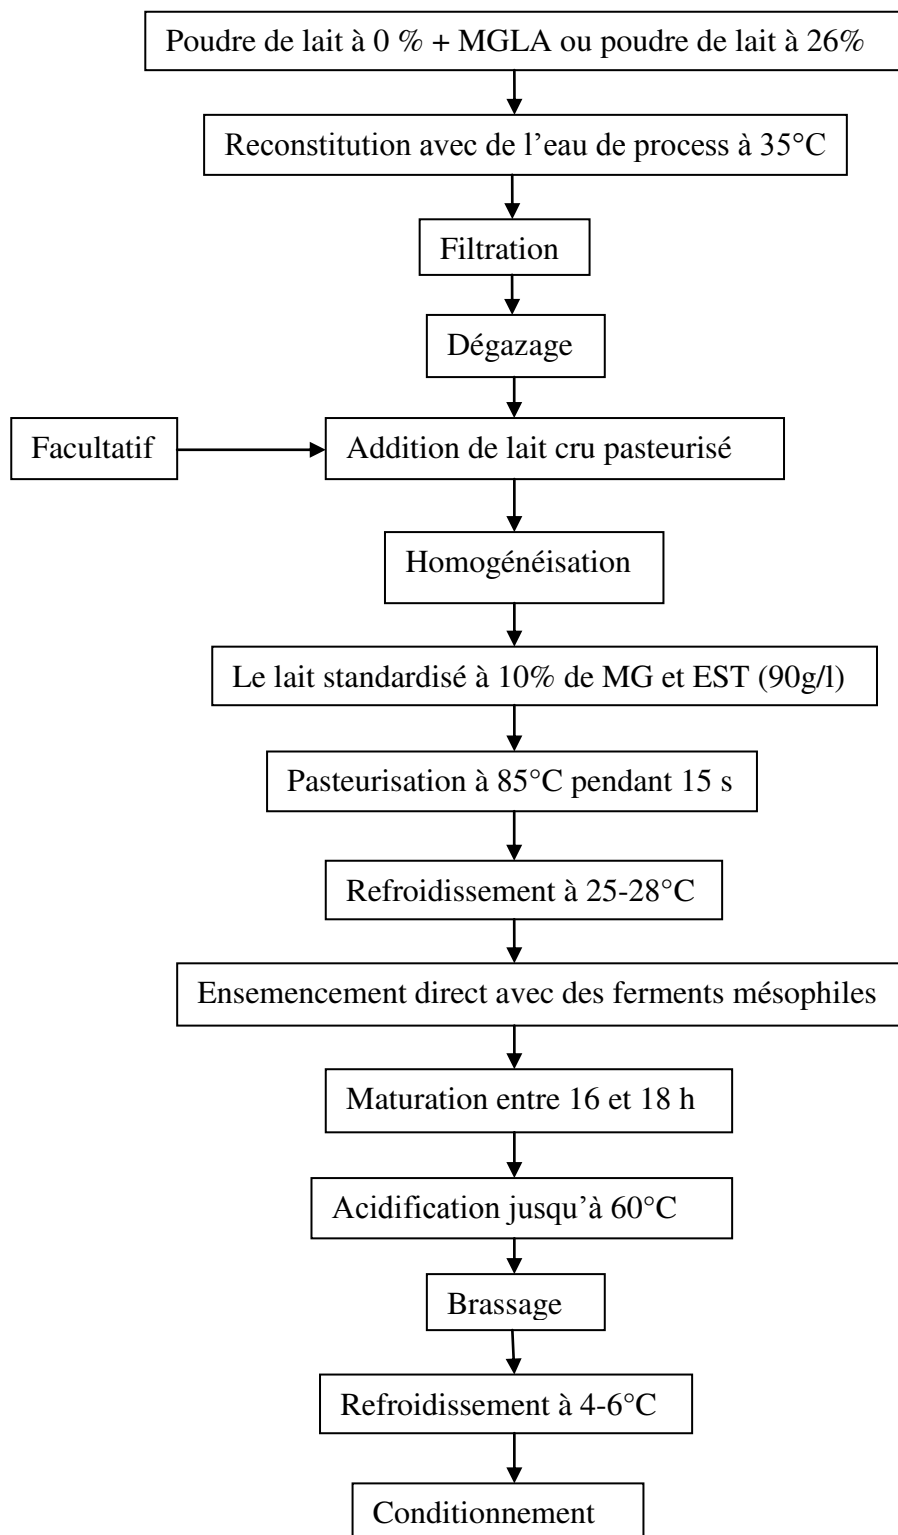 Poudre de lait à 0 % + MGLA ou poudre de lait à 26%
Reconstitution avec de l’eau de process à 35°C
Filtration
Dégazage
Facultatif
Addition de lait cru pasteurisé
Homogénéisation
Le lait standardisé à 10% de MG et EST (90g/l)
Pasteurisation à 85°C pendant 15 s
Refroidissement à 25-28°C
Ensemencement direct avec des ferments mésophiles
Maturation entre 16 et 18 h
Acidification jusqu’à 60°C
Brassage
Refroidissement à 4-6°C
Conditionnement